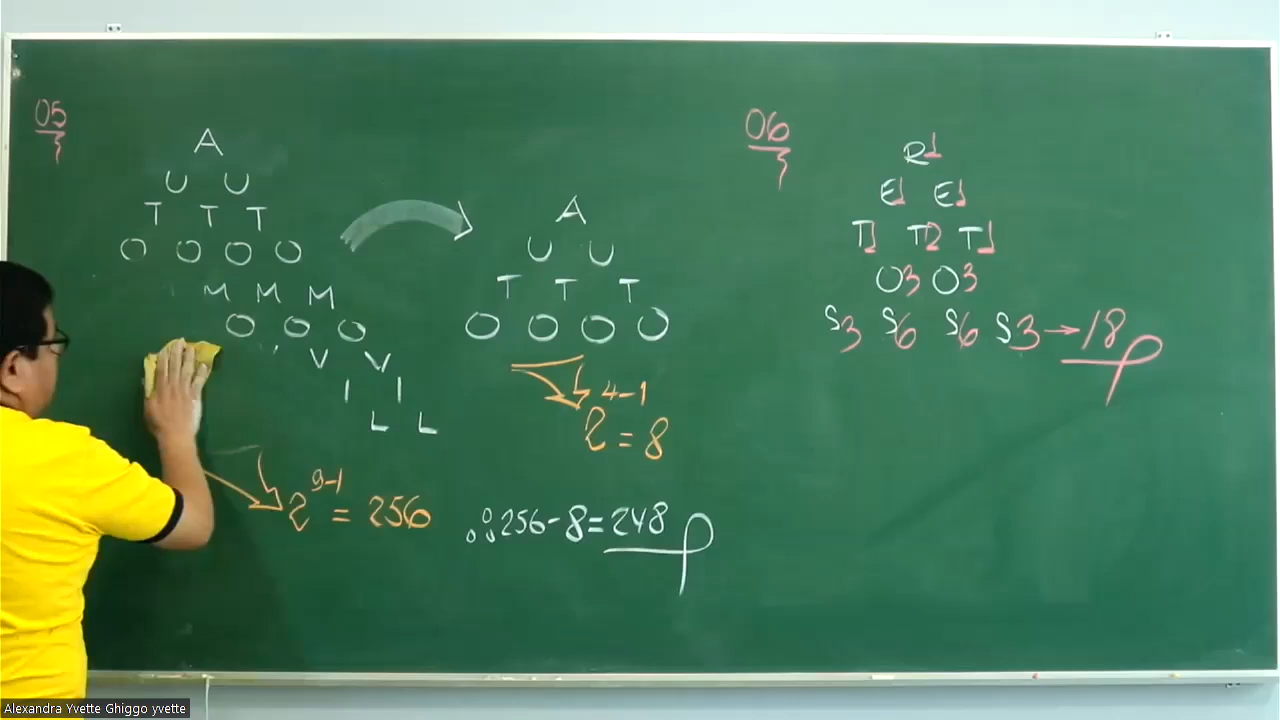 05
A
U U
T T T
O O O O
M M M
O O O
V V
I I
L L
2^9-1 = 256
A
U U
T T T
O O O O
2^4-1 = 8
∴ 256-8=248
06
R1
E1 E1
T1 T2 T1
O3 O3
S3 S6 S6 S3→18
Alexandra Yvette Ghiggo yvette